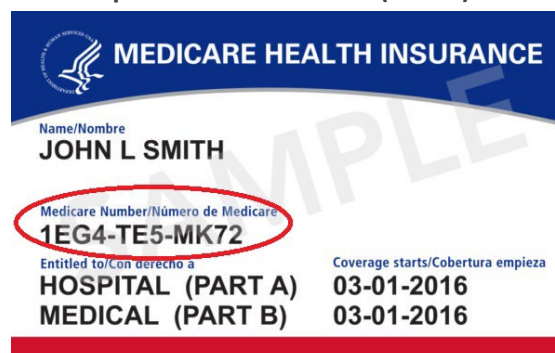 MEDICARE HEALTH INSURANCE
Name/Nombre
JOHN L SMITH
Medicare Number/Número de Medicare
1EG4-TE5-MK72
Entitled to/Con derecho a
Coverage starts/Cobertura empieza
HOSPITAL (PART A)
03-01-2016
MEDICAL (PART B)
03-01-2016
SAMPLE